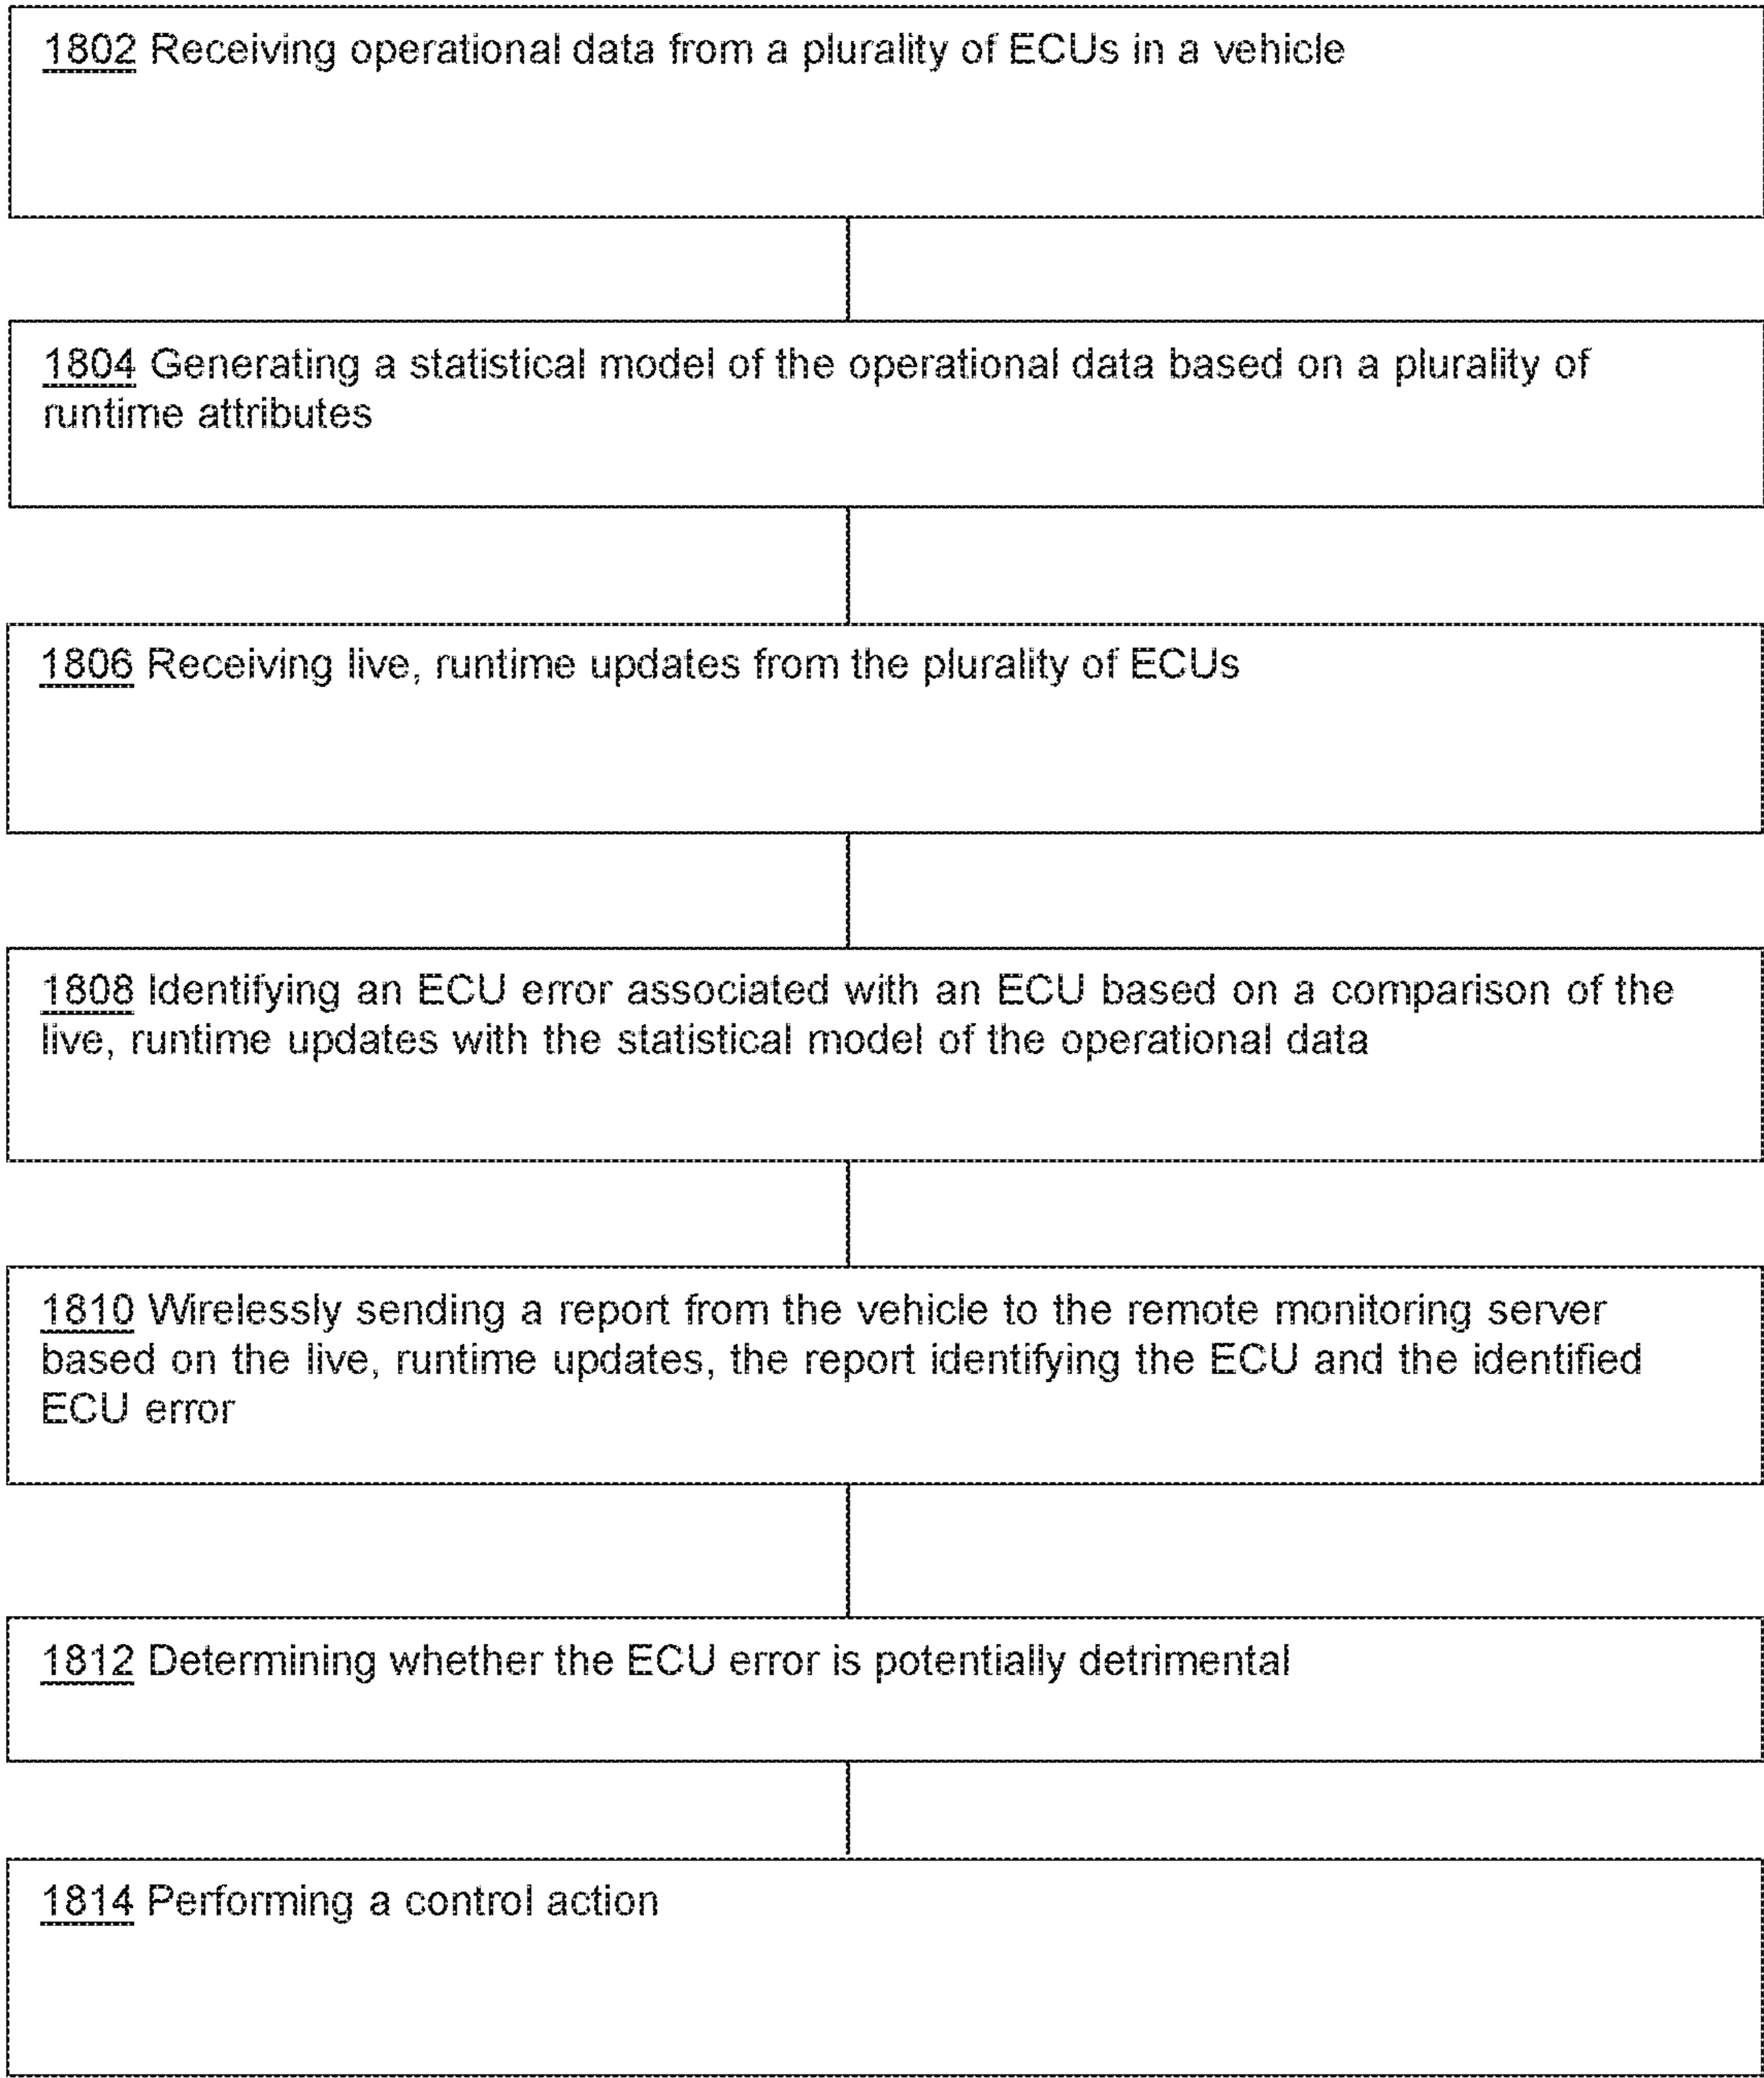 1802 Receiving operational data from a plurality of ECUs in a vehicle
1804 Generating a statistical model of the operational data based on a plurality of
runtime attributes
1806 Receiving live, runtime updates from the plurality of ECUs
1808 Identifying an ECU error associated with an ECU based on a comparison of the
live, runtime updates with the statistical model of the operational data
1810 Wirelessly sending a report from the vehicle to the remote monitoring server
based on the live, runtime updates, the report identifying the ECU and the identified
ECU error
1812 Determining whether the ECU error is potentially detrimental
1814 Performing a control action